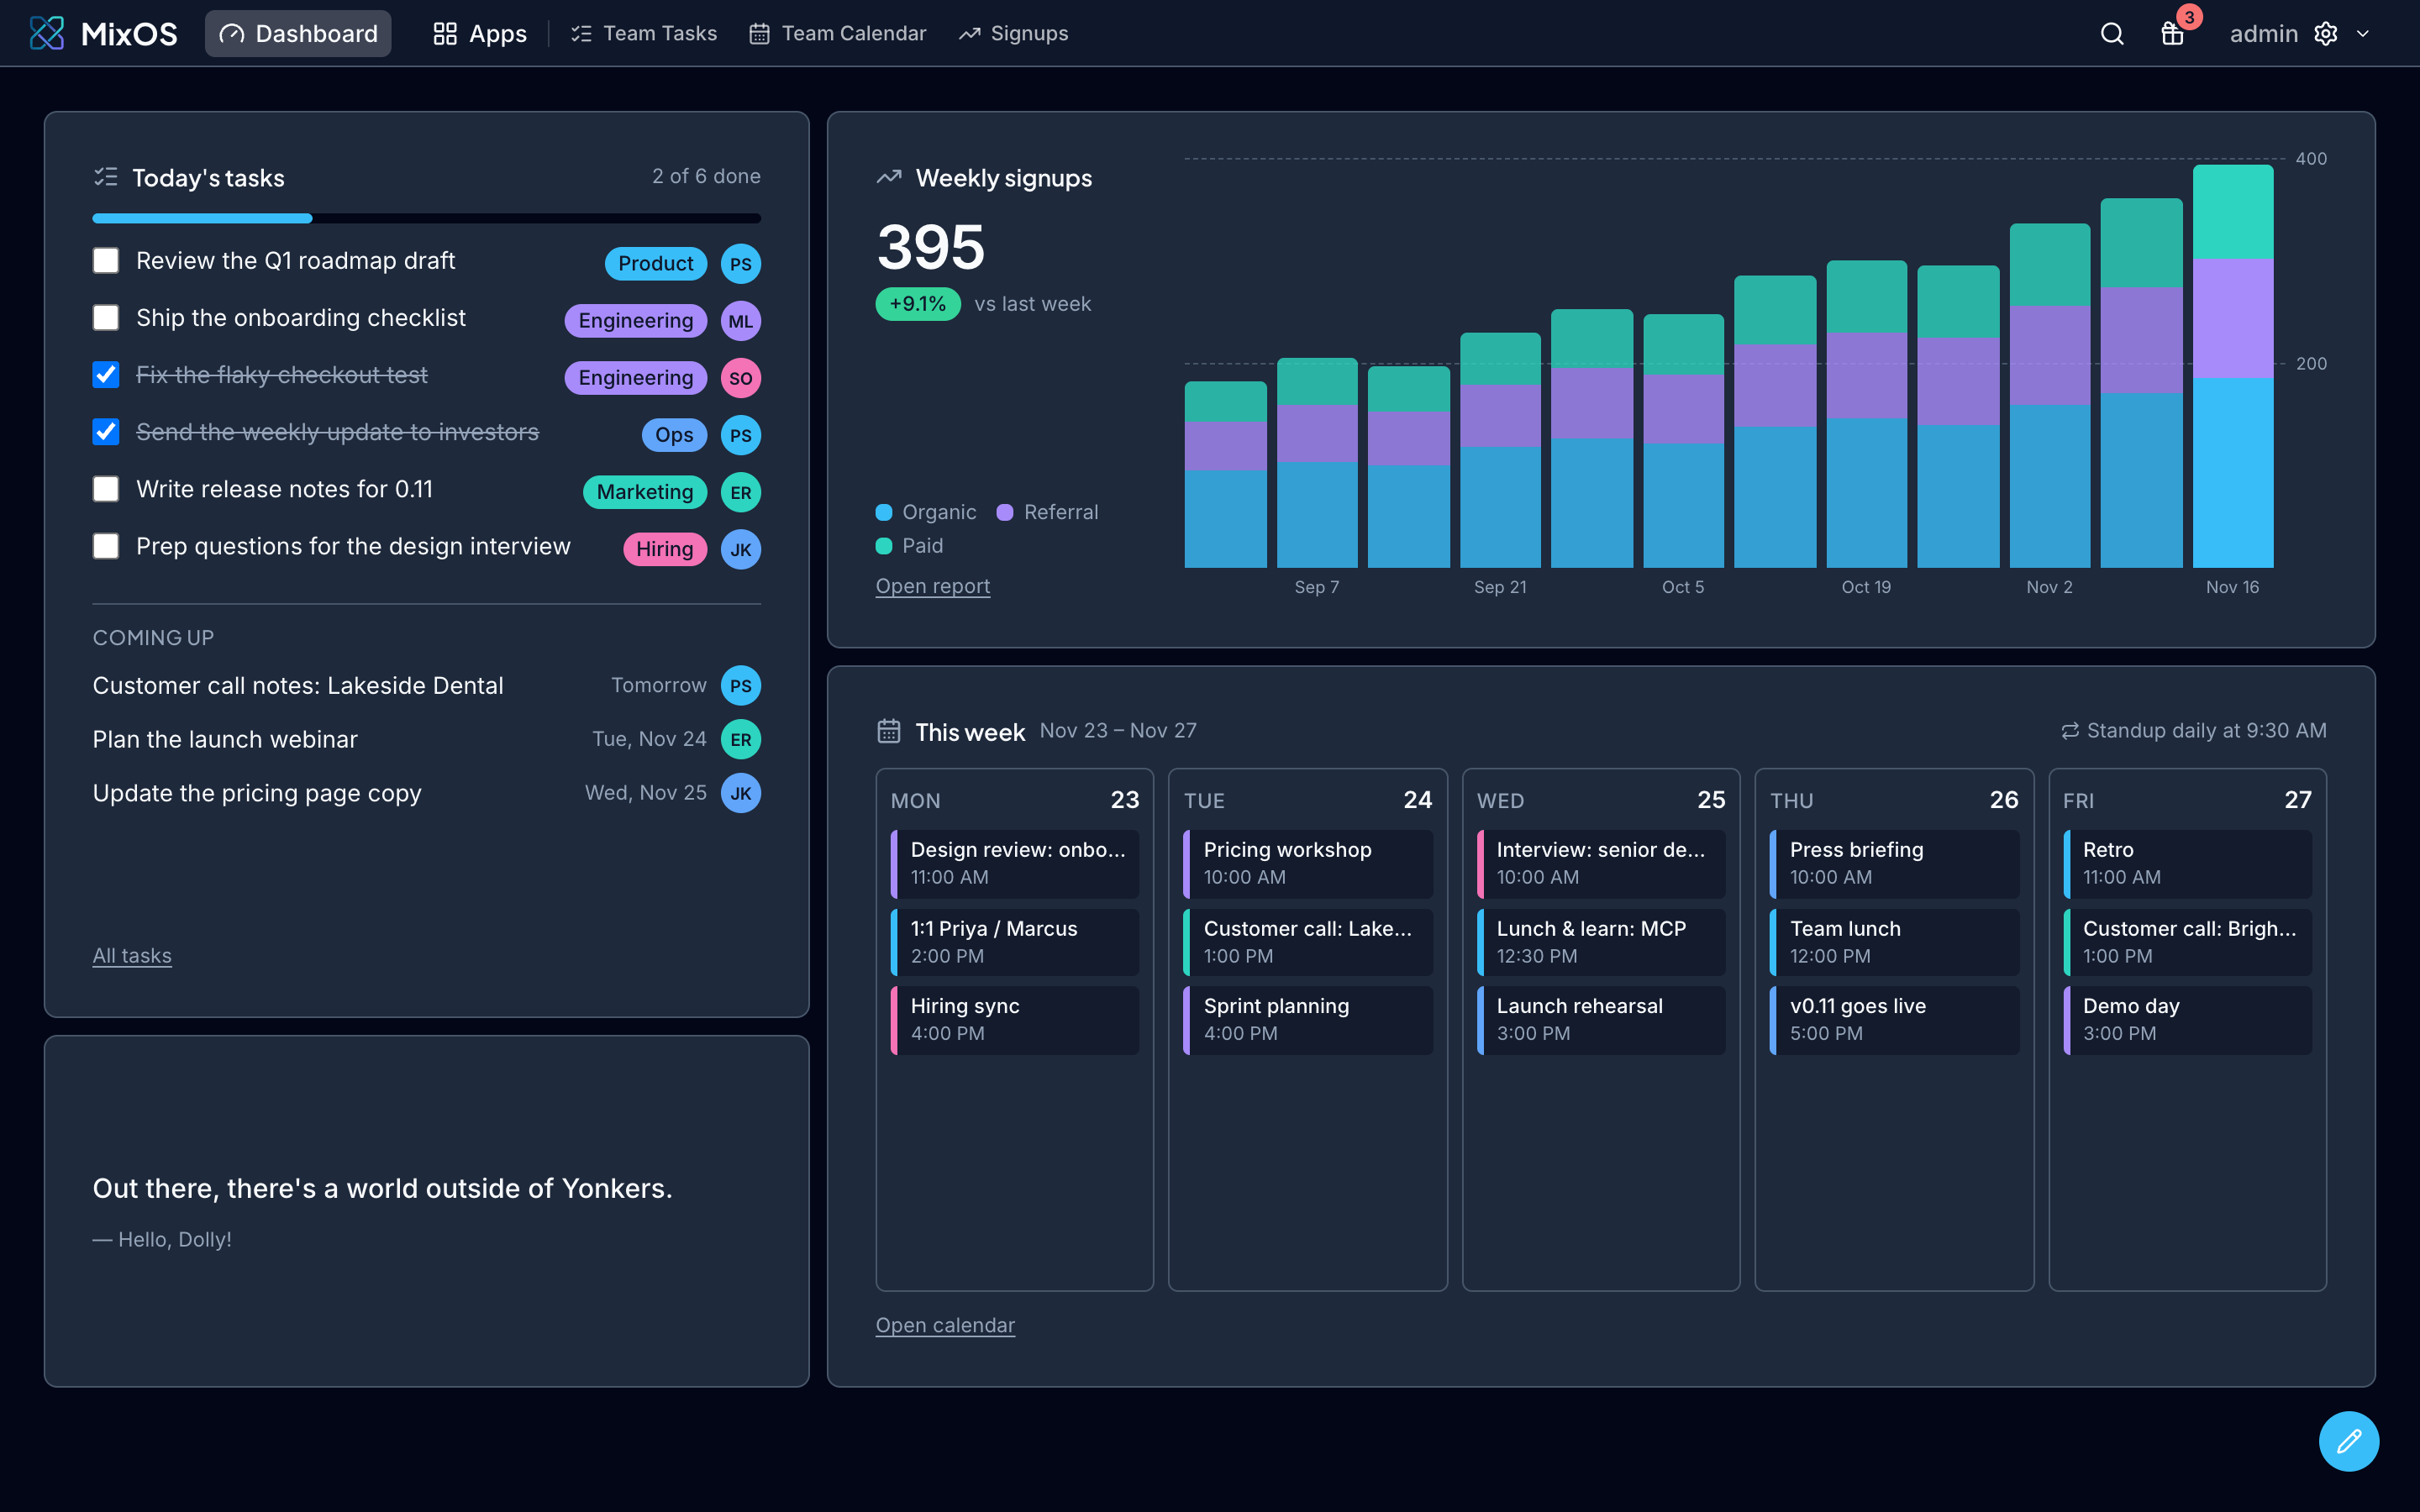 MixOS
Dashboard
Apps
Team Tasks
Team Calendar
Signups
3
admin
Today's tasks
2 of 6 done
Review the Q1 roadmap draft Product PS
Ship the onboarding checklist Engineering ML
Fix the flaky checkout test Engineering SO
Send the weekly update to investors Ops PS
Write release notes for 0.11 Marketing ER
Prep questions for the design interview Hiring JK
COMING UP
Customer call notes: Lakeside Dental Tomorrow PS
Plan the launch webinar Tue, Nov 24 ER
Update the pricing page copy Wed, Nov 25 JK
All tasks
Out there, there's a world outside of Yonkers.
— Hello, Dolly!
Weekly signups
395
+9.1% vs last week
Organic Referral
Paid
Open report
400
200
Sep 7 Sep 21 Oct 5 Oct 19 Nov 2 Nov 16
This week Nov 23 – Nov 27
Standup daily at 9:30 AM
MON 23
Design review: onbo...
11:00 AM
1:1 Priya / Marcus
2:00 PM
Hiring sync
4:00 PM
TUE 24
Pricing workshop
10:00 AM
Customer call: Lake...
1:00 PM
Sprint planning
4:00 PM
WED 25
Interview: senior de...
10:00 AM
Lunch & learn: MCP
12:30 PM
Launch rehearsal
3:00 PM
THU 26
Press briefing
10:00 AM
Team lunch
12:00 PM
v0.11 goes live
5:00 PM
FRI 27
Retro
11:00 AM
Customer call: Brigh...
1:00 PM
Demo day
3:00 PM
Open calendar